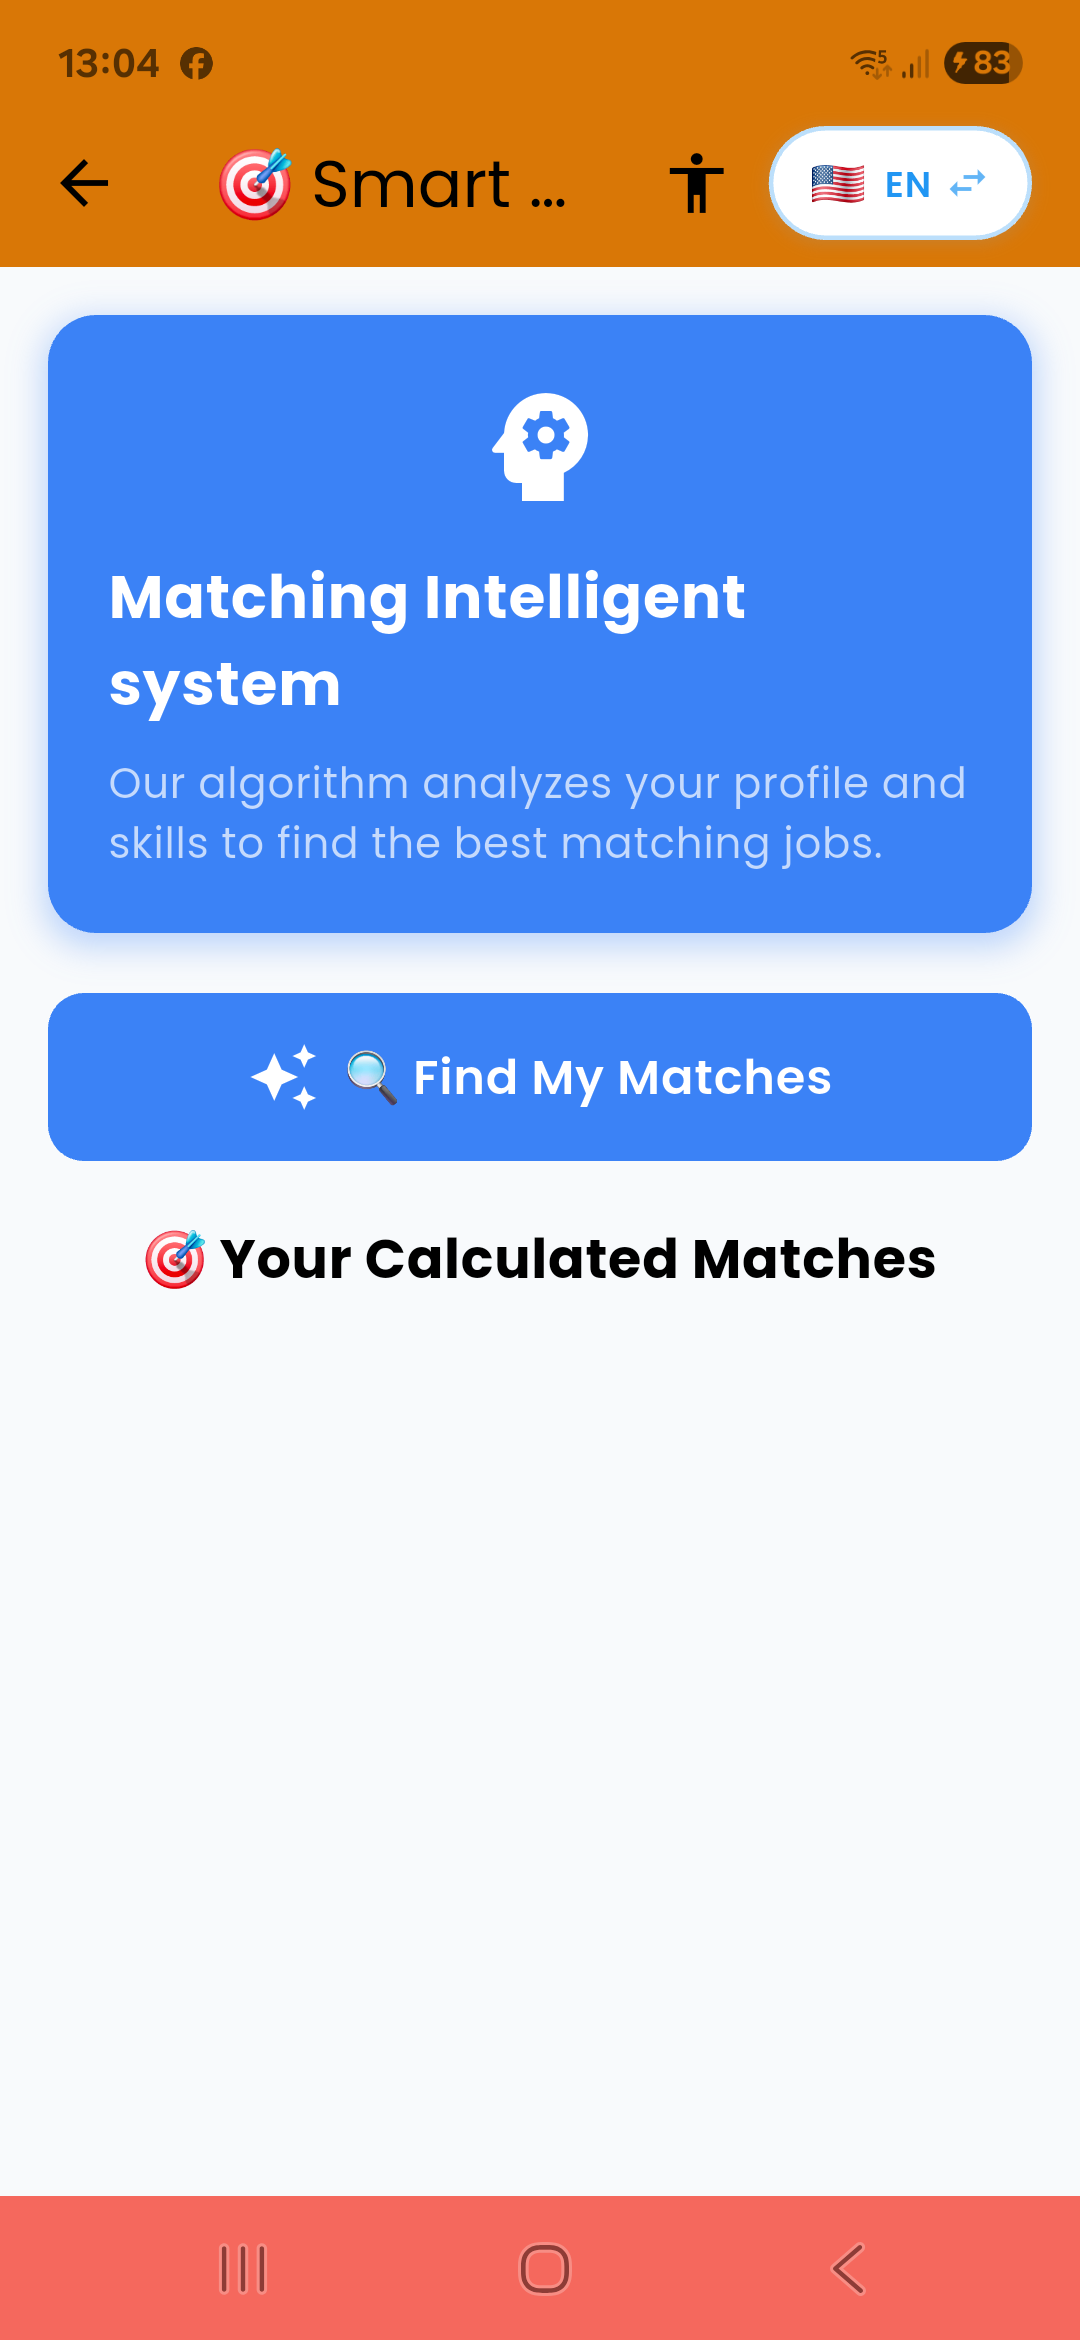 13:04
5
83
🎯 Smart ...
🇺🇸 EN
Matching Intelligent
system
Our algorithm analyzes your profile and
skills to find the best matching jobs.
🔍 Find My Matches
🎯 Your Calculated Matches